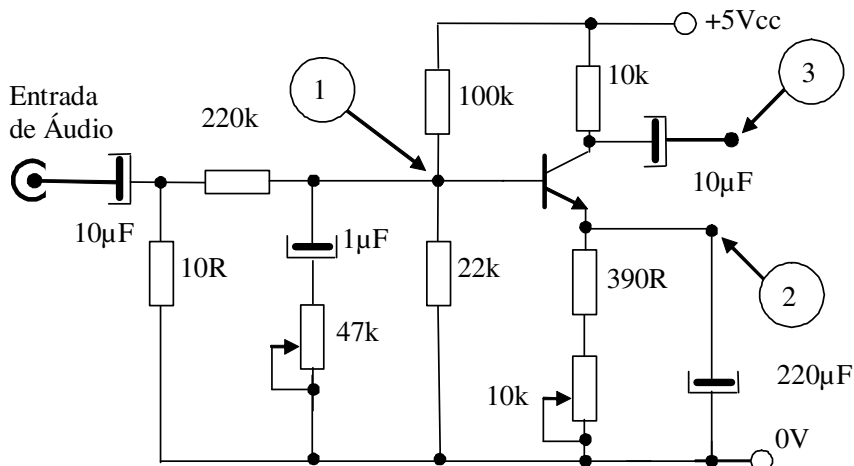 +5Vcc
Entrada
de Áudio
220k
1
100k
10k
3
10µF
10µF
1µF
10R
22k
390R
2
47k
10k
220µF
0V